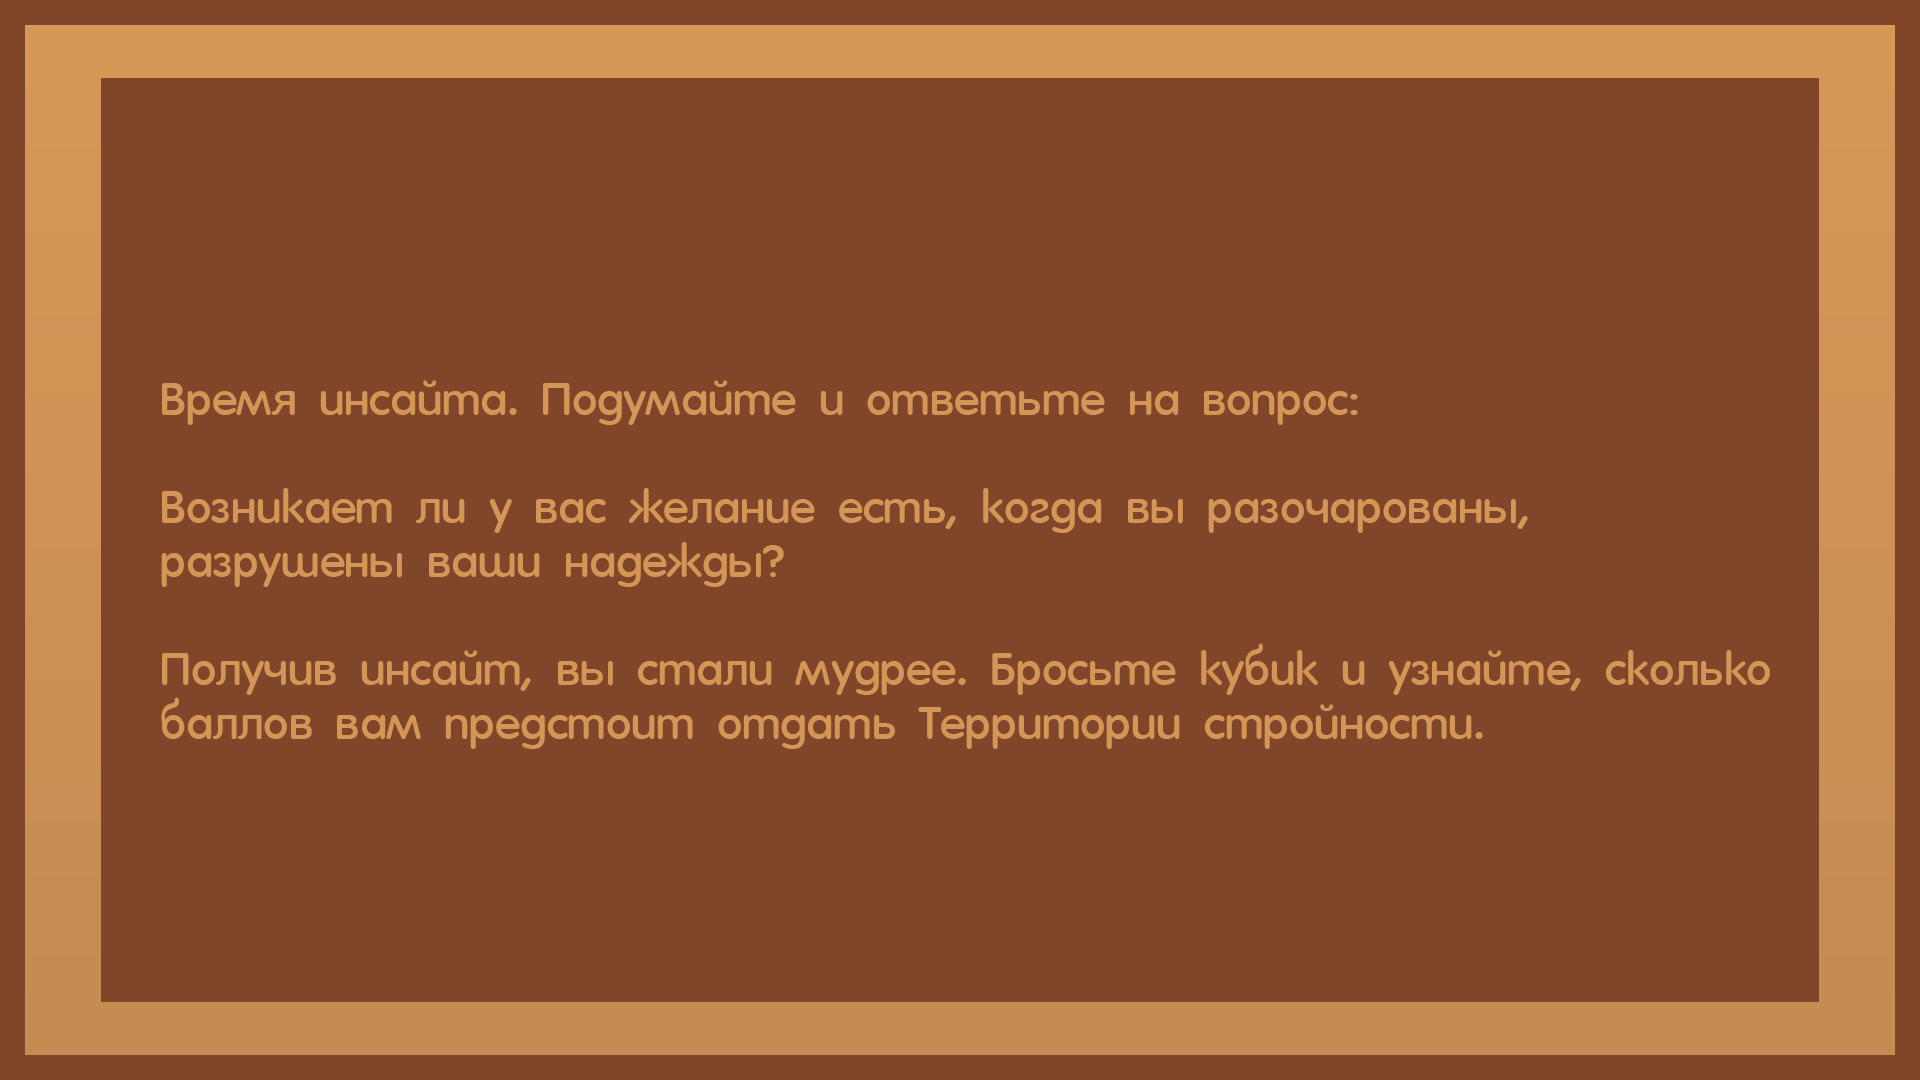 Время инсайта. Подумайте и ответьте на вопрос:
Возникает ли у вас желание есть, когда вы разочарованы,
разрушены ваши надежды?
Получив инсайт, вы стали мудрее. Бросьте кубик и узнайте, сколько
баллов вам предстоит отдать Территории стройности.